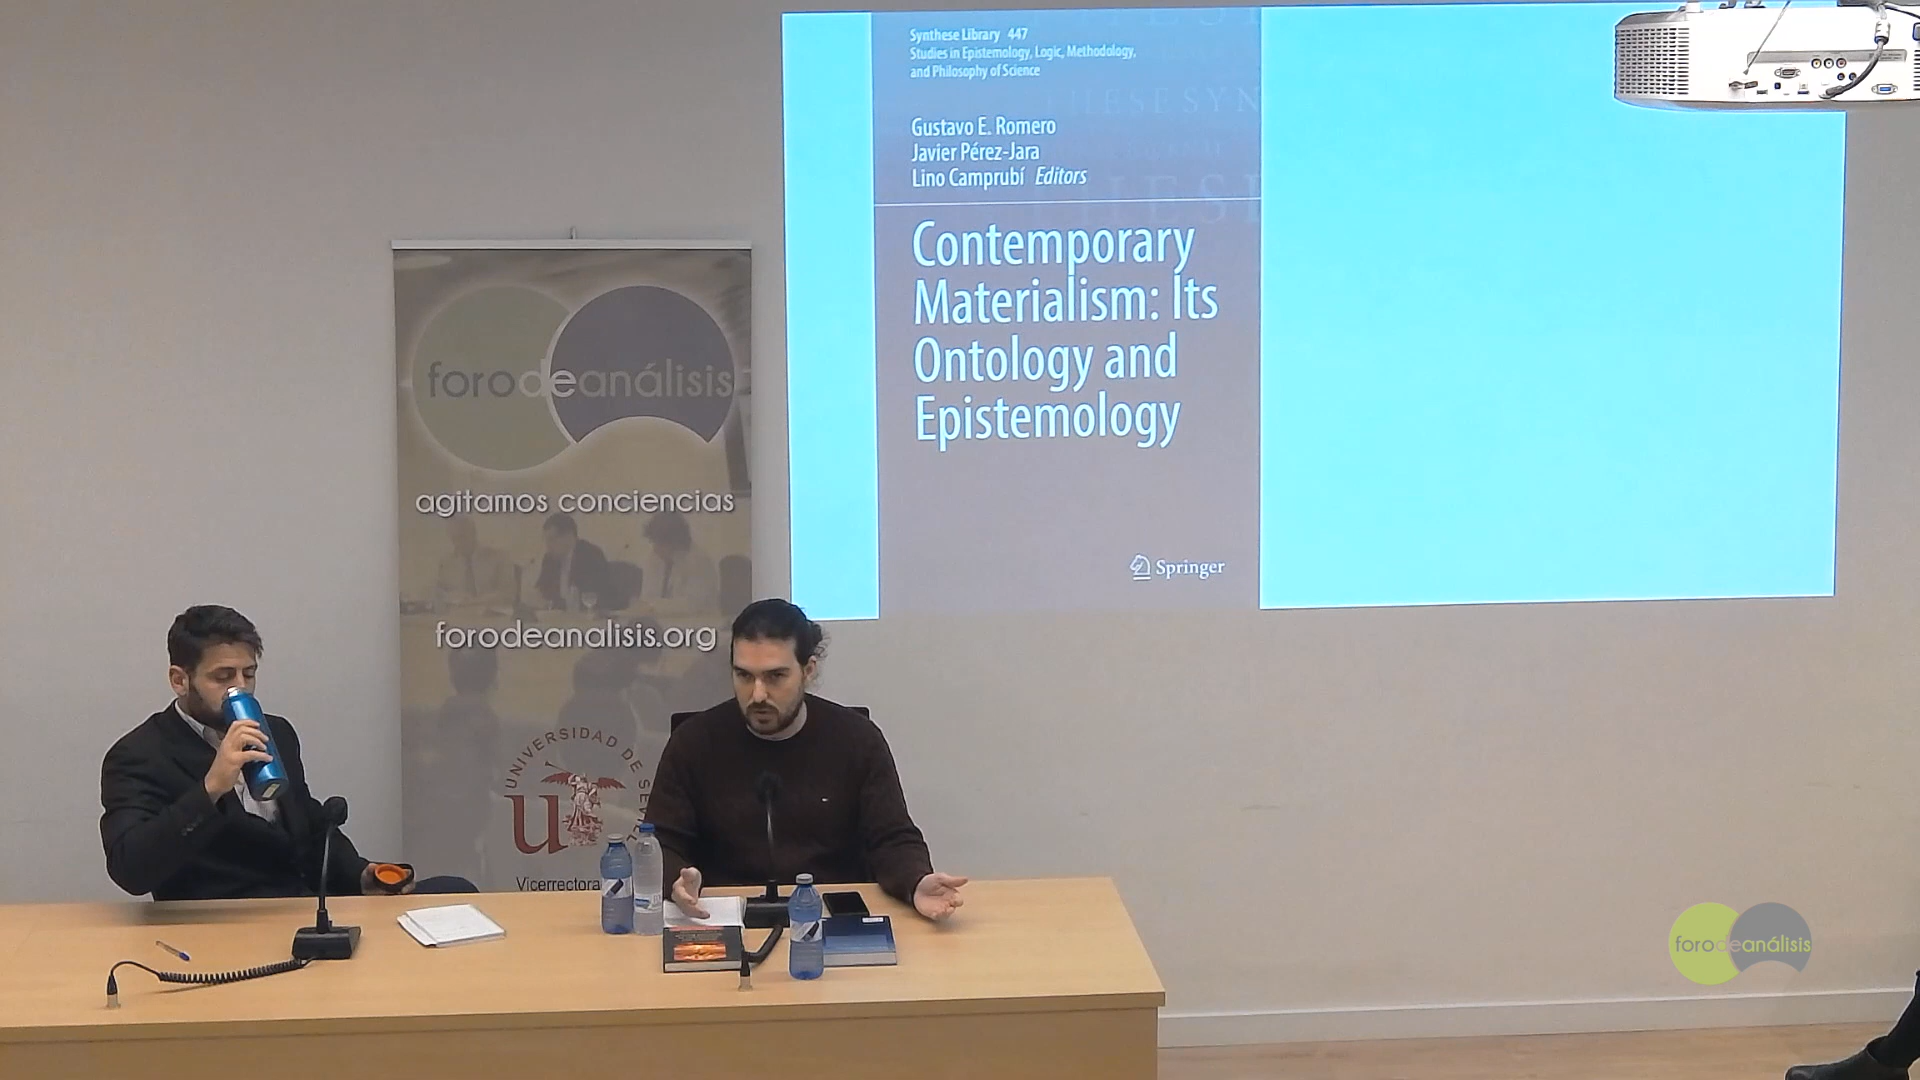 Synthese Library 447
Studies in Epistemology, Logic, Methodology,
and Philosophy of Science
Gustavo E. Romero
Javier Pérez-Jara
Lino Camprubí Editors
Contemporary
Materialism: Its
Ontology and
Epistemology
Springer
forodeanálisis
agitamos conciencias
forodeanalisis.org
UNIVERSIDAD DE
Vicerrectora
forodeanálisis